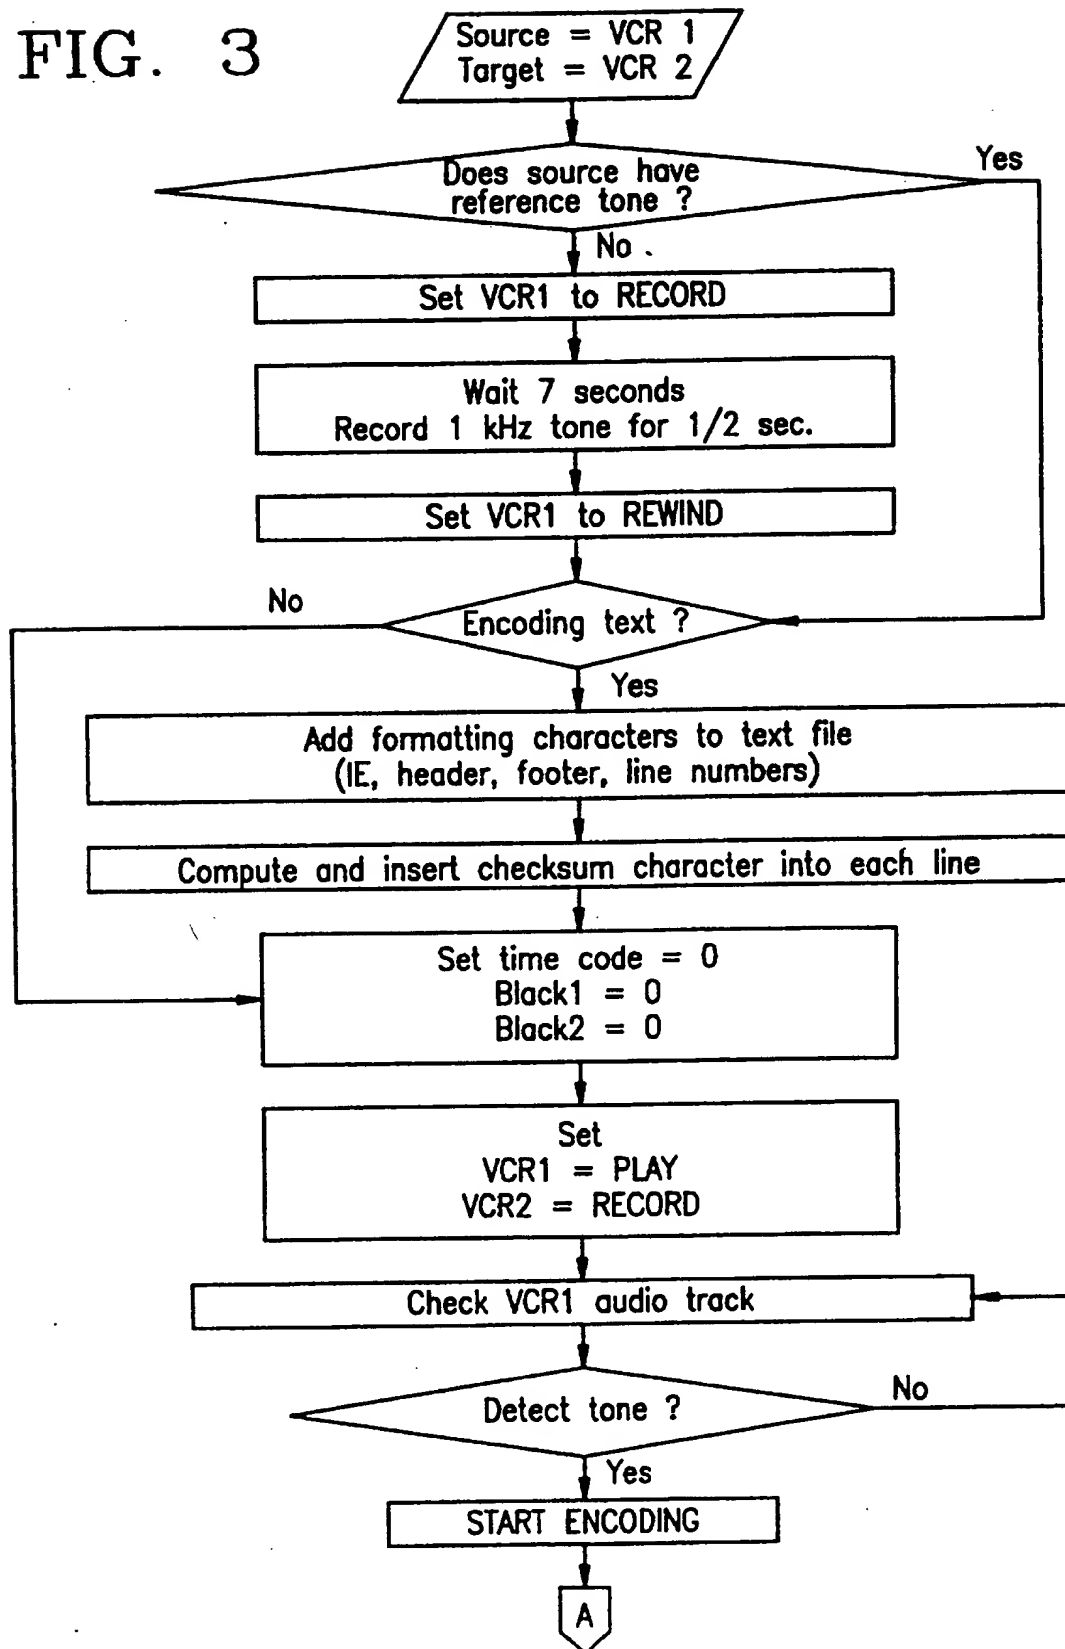 FIG. 3
Source = VCR 1
Target = VCR 2
Does source have
reference tone ?
Yes
No
Set VCR1 to RECORD
Wait 7 seconds
Record 1 kHz tone for 1/2 sec.
Set VCR1 to REWIND
No
Encoding text ?
Yes
Add formatting characters to text file
(IE, header, footer, line numbers)
Compute and insert checksum character into each line
Set time code = 0
Black1 = 0
Black2 = 0
Set
VCR1 = PLAY
VCR2 = RECORD
Check VCR1 audio track
Detect tone ?
No
Yes
START ENCODING
A